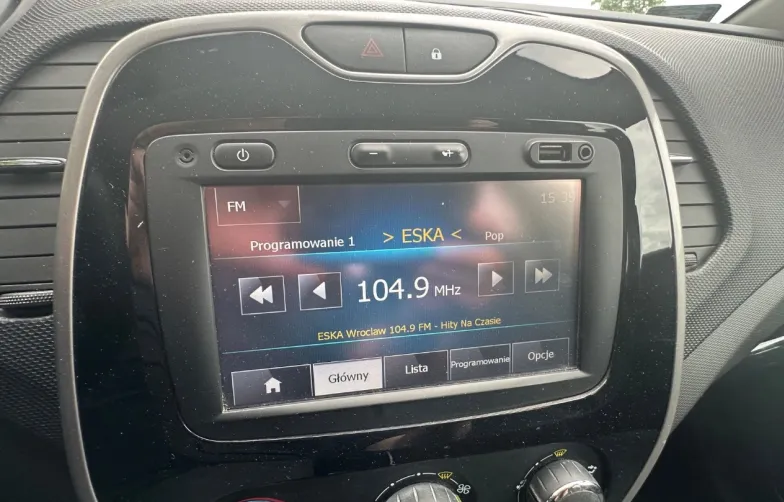 FM
Programowanie 1 > ESKA < Pop
104.9 MHz
ESKA Wroclaw 104.9 FM - Hity Na Czasie
Główny Lista Programowanie Opcje